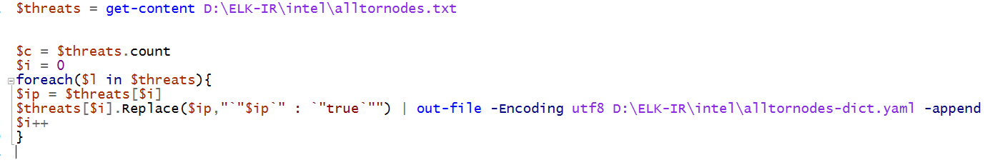 $threats = get-content D:\ELK-IR\intel\alltornodes.txt
$c = $threats.count
$i = 0
foreach($l in $threats){
$ip = $threats[$i]
$threats[$i].Replace($ip,"`"$ip`" : `"true`"") | out-file -Encoding utf8 D:\ELK-IR\intel\alltornodes-dict.yaml -append
$i++
}